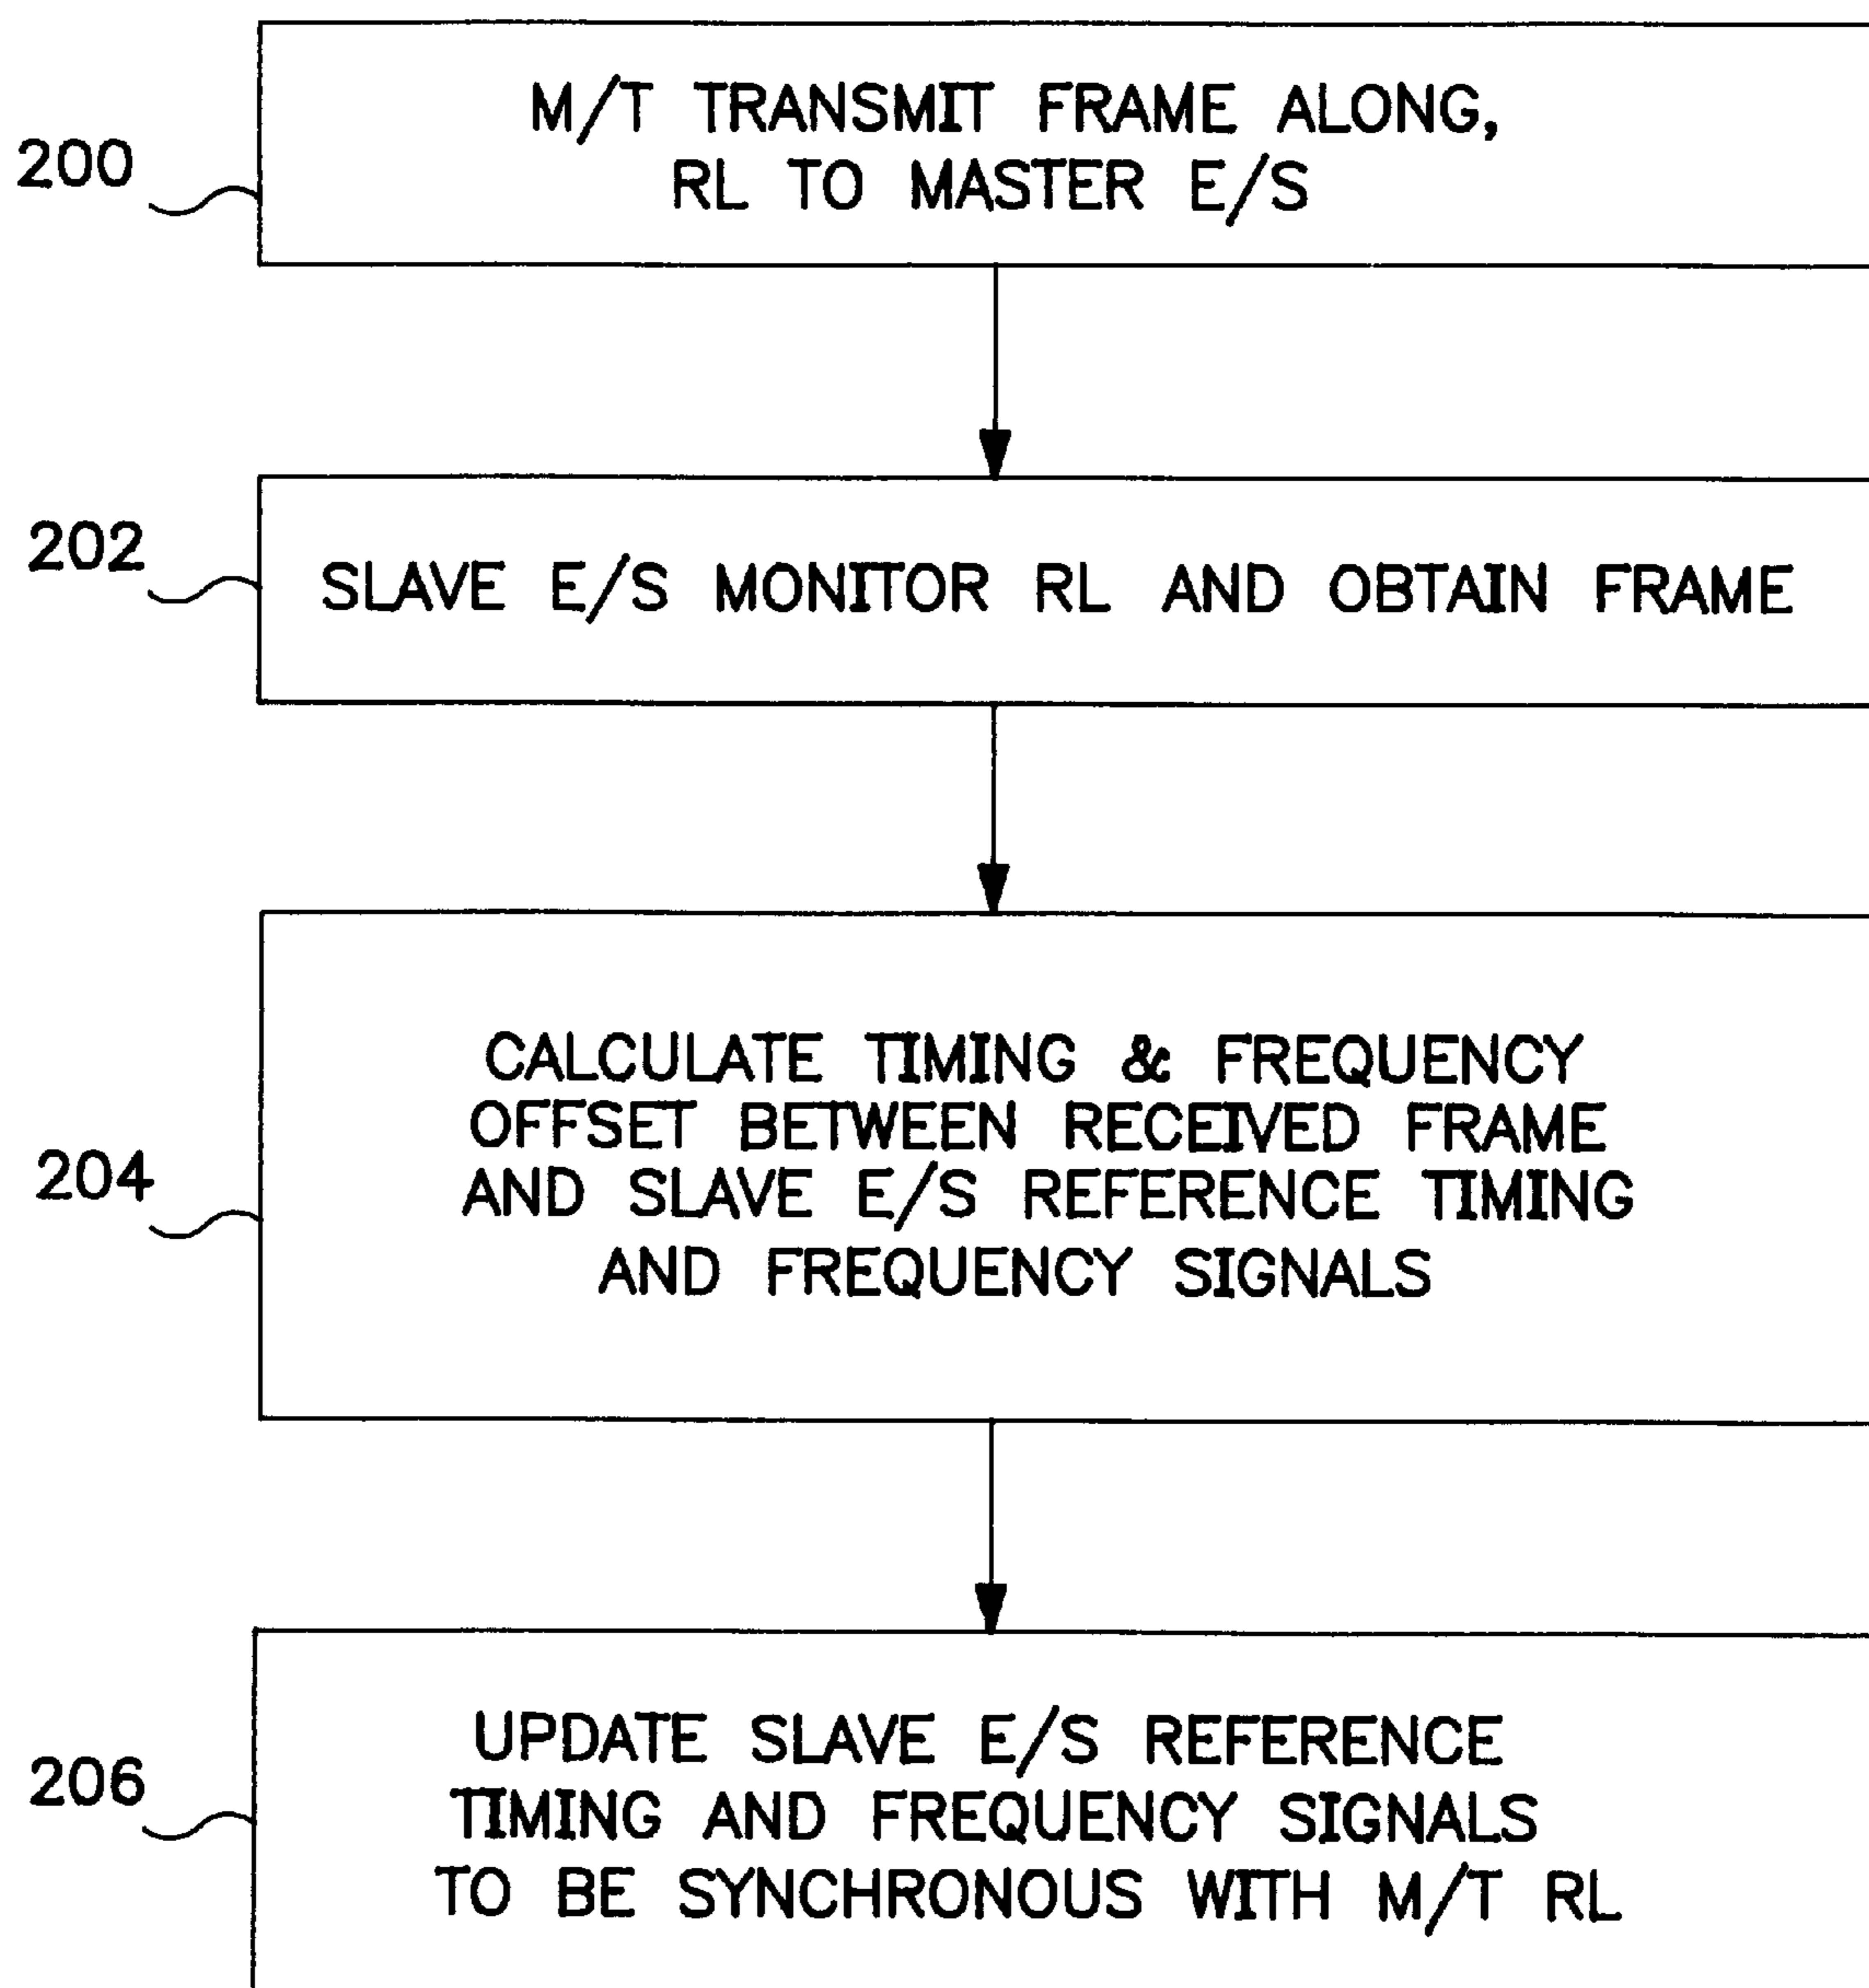 M/T TRANSMIT FRAME ALONG,
RL TO MASTER E/S
200
202
SLAVE E/S MONITOR RL AND OBTAIN FRAME
CALCULATE TIMING & FREQUENCY
OFFSET BETWEEN RECEIVED FRAME
AND SLAVE E/S REFERENCE TIMING
AND FREQUENCY SIGNALS
204
UPDATE SLAVE E/S REFERENCE
TIMING AND FREQUENCY SIGNALS
TO BE SYNCHRONOUS WITH M/T RL
206